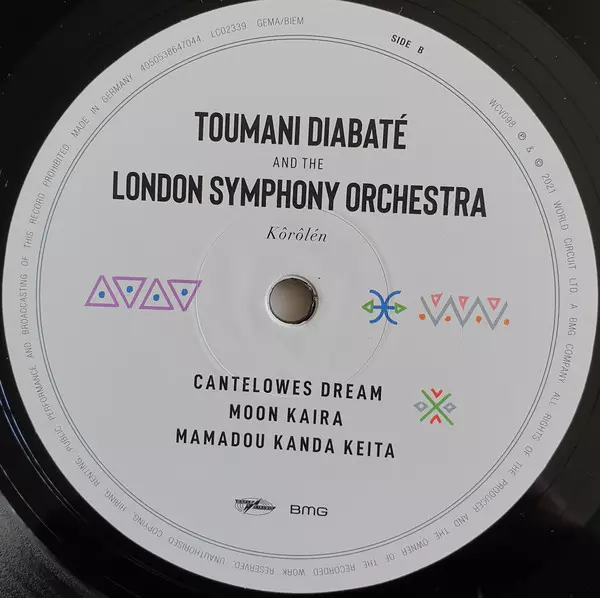 SIDE B
TOUMANI DIABATÉ
AND THE
LONDON SYMPHONY ORCHESTRA
Kôrôlén
CANTELOWES DREAM
MOON KAIRA
MAMADOU KANDA KEITA
WORLD CIRCUIT
BMG
WCV098 ℗ & © 2021 WORLD CIRCUIT LTD. A BMG COMPANY. ALL RIGHTS OF THE PRODUCER AND THE OWNER OF THE RECORDED WORK RESERVED. UNAUTHORISED COPYING, HIRING, RENTING, PUBLIC PERFORMANCE AND BROADCASTING OF THIS RECORD PROHIBITED. MADE IN GERMANY 4050538647044 LC02339 GEMA/BIEM